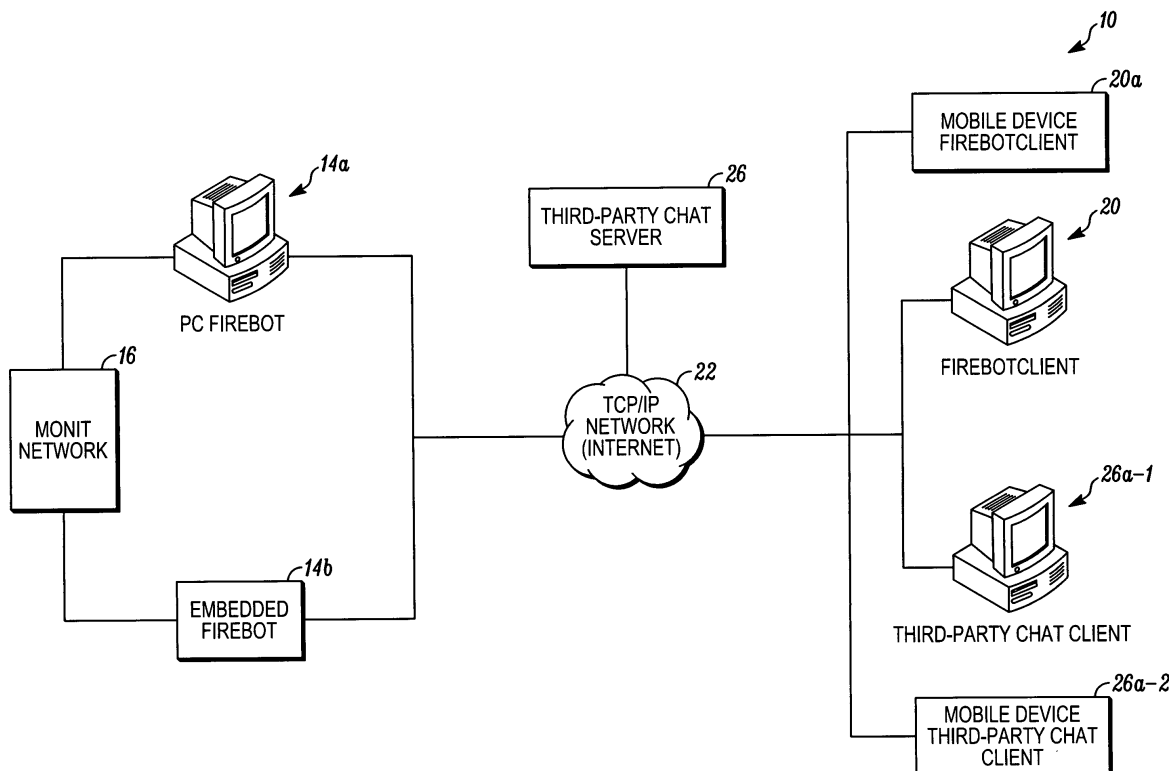 10
20a
MOBILE DEVICE
FIREBOTCLIENT
14a
PC FIREBOT
26
THIRD-PARTY CHAT
SERVER
20
FIREBOTCLIENT
16
MONIT
NETWORK
22
TCP/IP
NETWORK
(INTERNET)
26a-1
THIRD-PARTY CHAT CLIENT
14b
EMBEDDED
FIREBOT
26a-2
MOBILE DEVICE
THIRD-PARTY CHAT
CLIENT